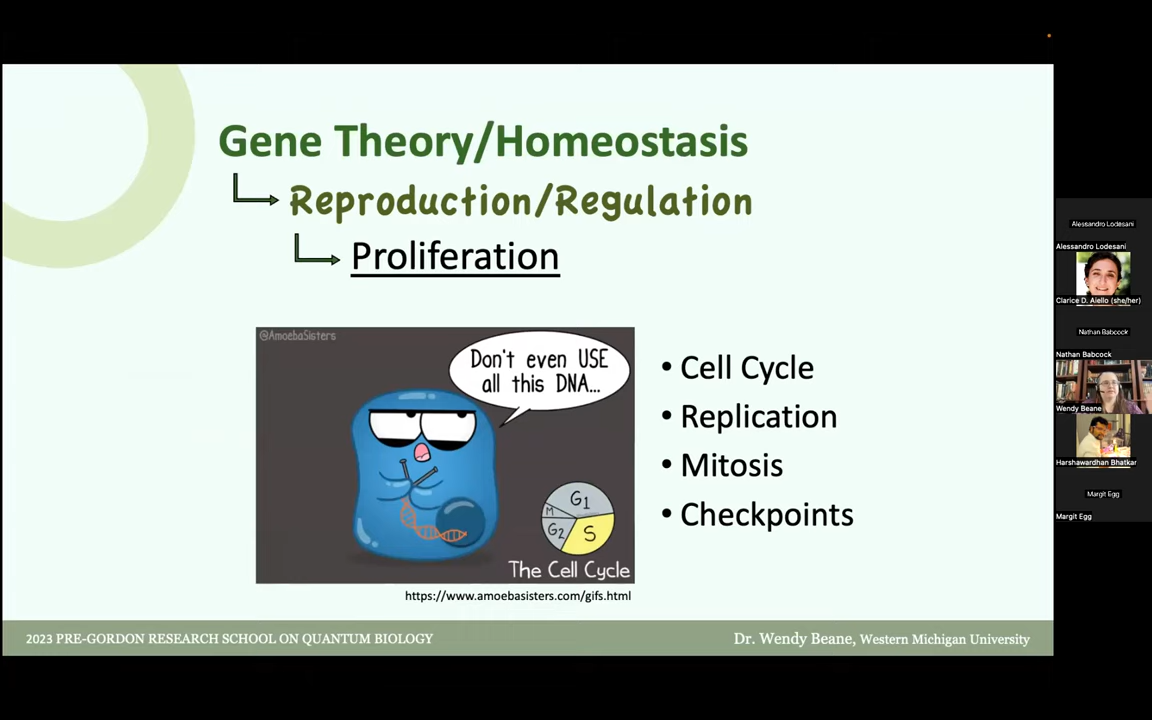 Gene Theory/Homeostasis
Reproduction/Regulation
Proliferation
@AmoebaSisters
Don't even USE
all this DNA...
G1
M
G2
S
The Cell Cycle
https://www.amoebasisters.com/gifs.html
• Cell Cycle
• Replication
• Mitosis
• Checkpoints
2023 PRE-GORDON RESEARCH SCHOOL ON QUANTUM BIOLOGY
Dr. Wendy Beane, Western Michigan University
Alessandro Lodesani
Alessandro Lodesani
Clarice D. Aiello (she/her)
Nathan Babcock
Nathan Babcock
Wendy Beane
Harshawardhan Bhatkar
Margit Egg
Margit Egg